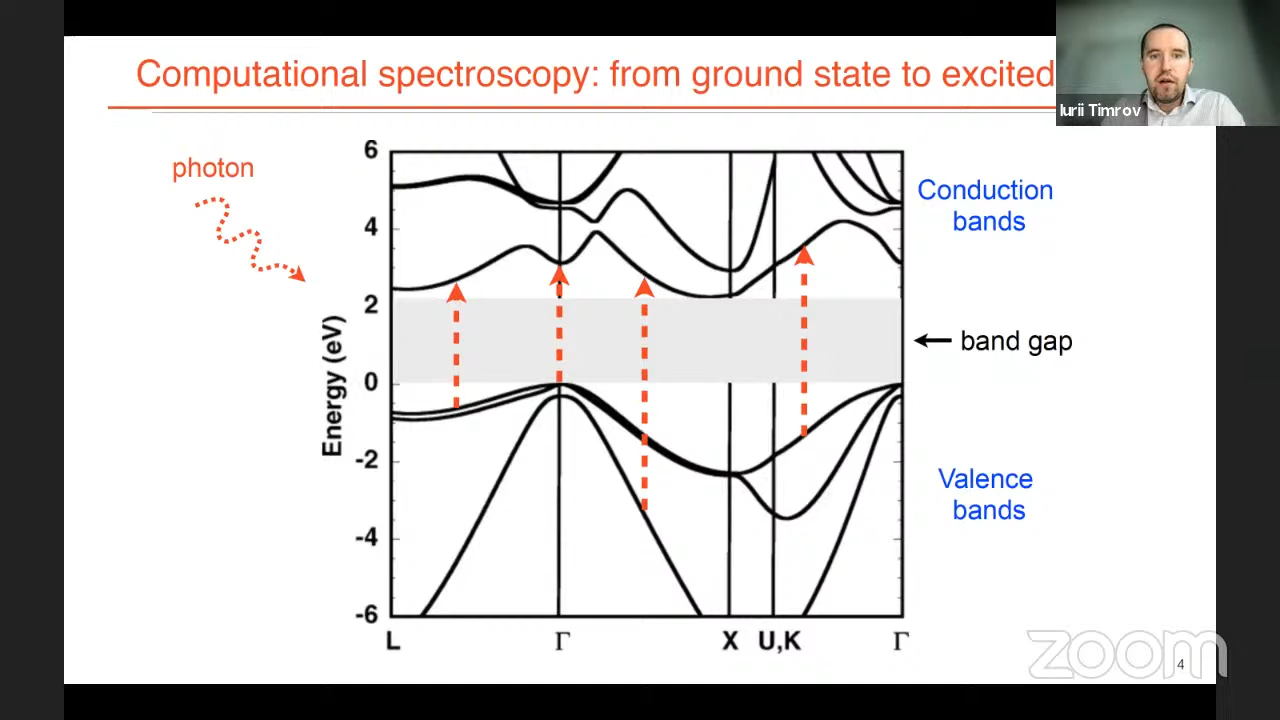 Computational spectroscopy: from ground state to excited
Iurii Timrov
photon
Conduction
bands
band gap
Valence
bands
Energy (eV)
6
4
2
0
-2
-4
-6
L
Γ
X
U,K
Γ
zoom
4